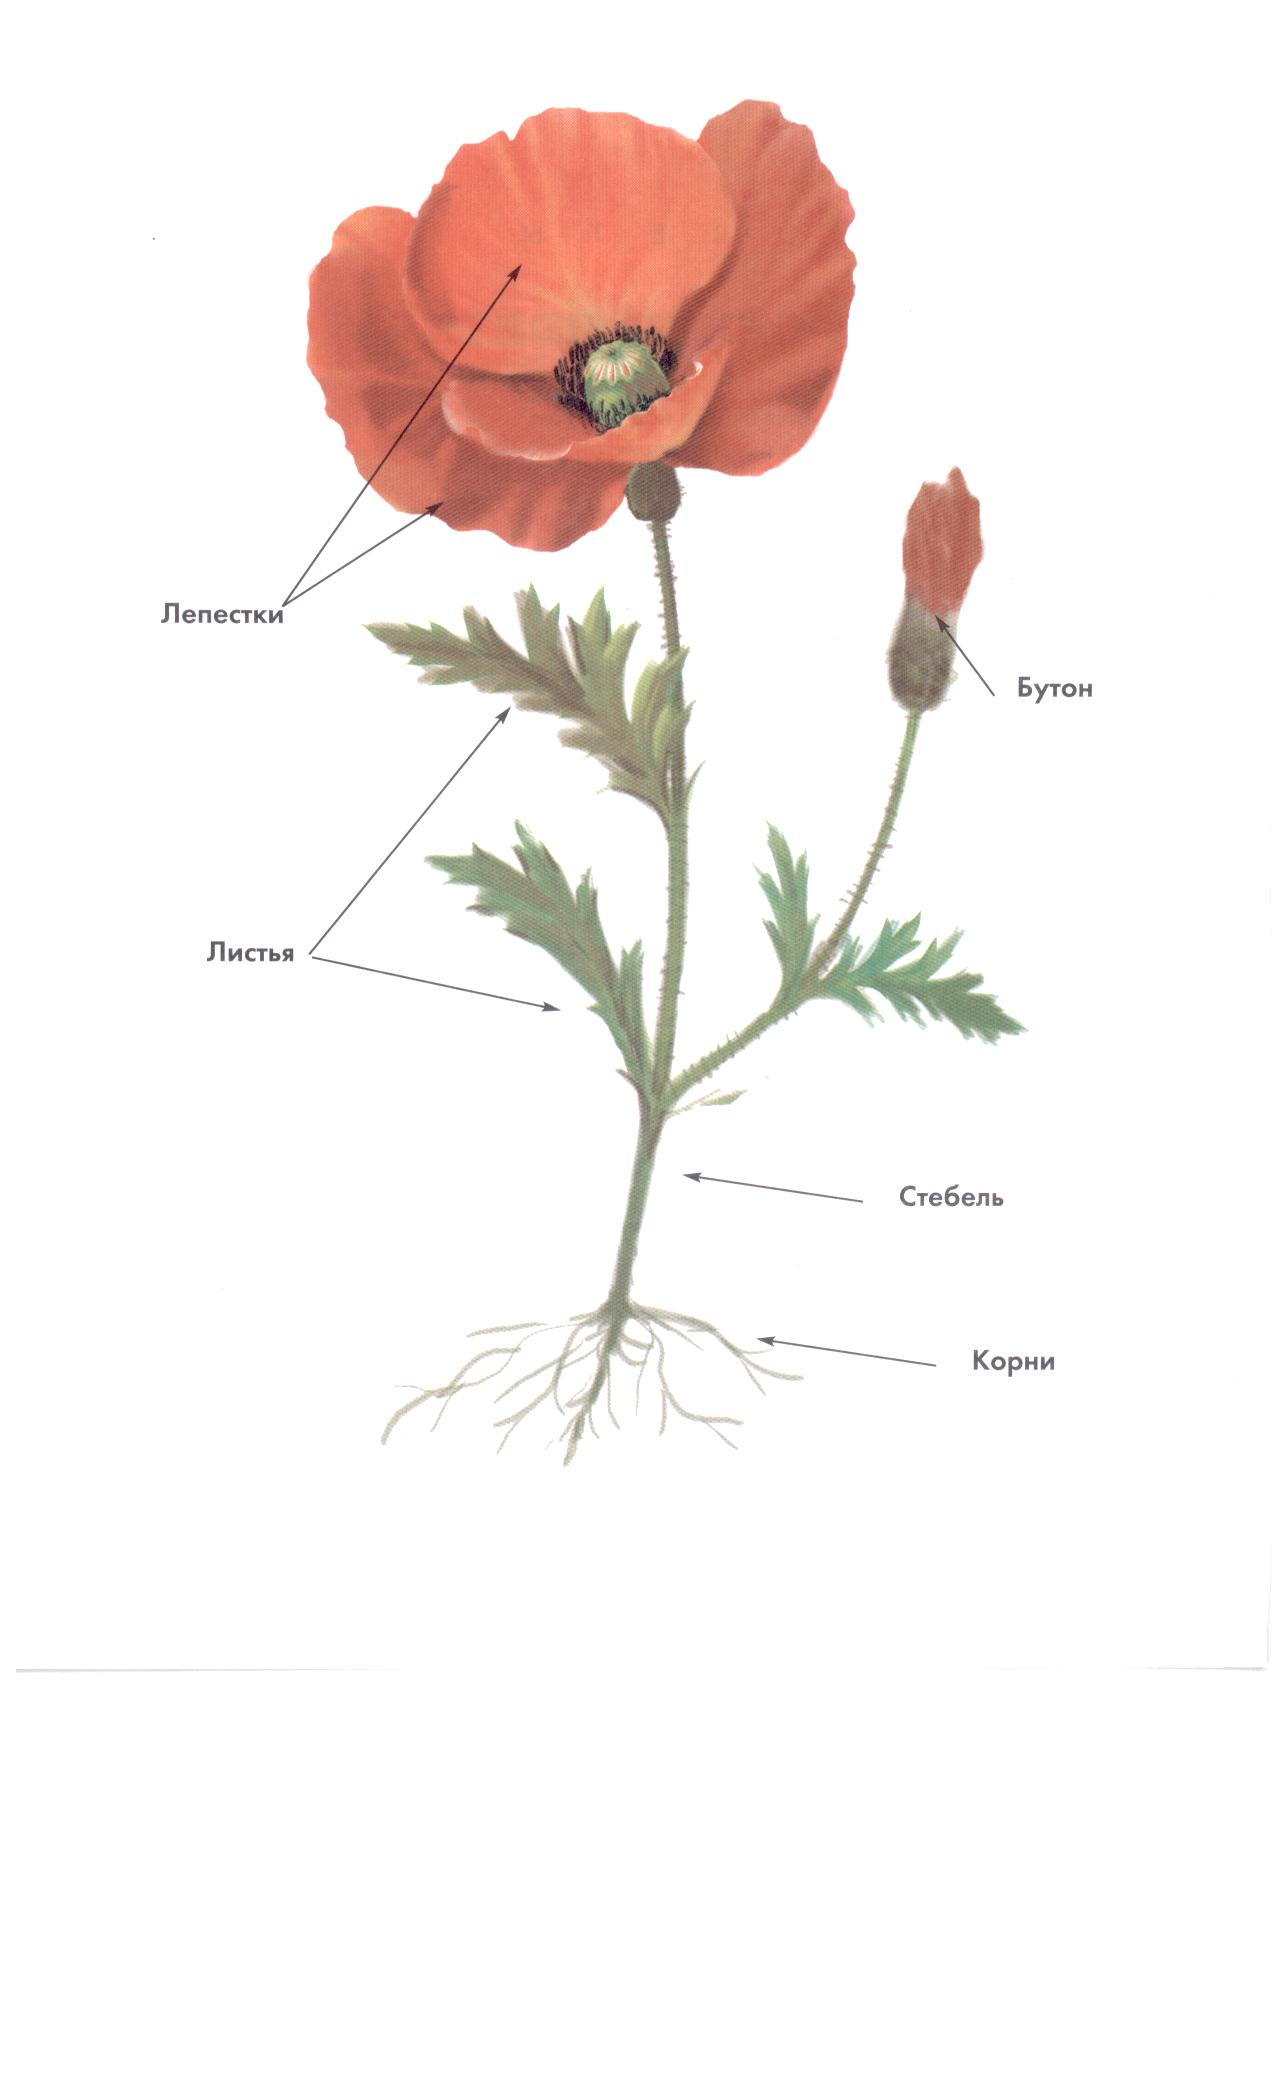 Лепестки
Бутон
Листья
Стебель
Корни